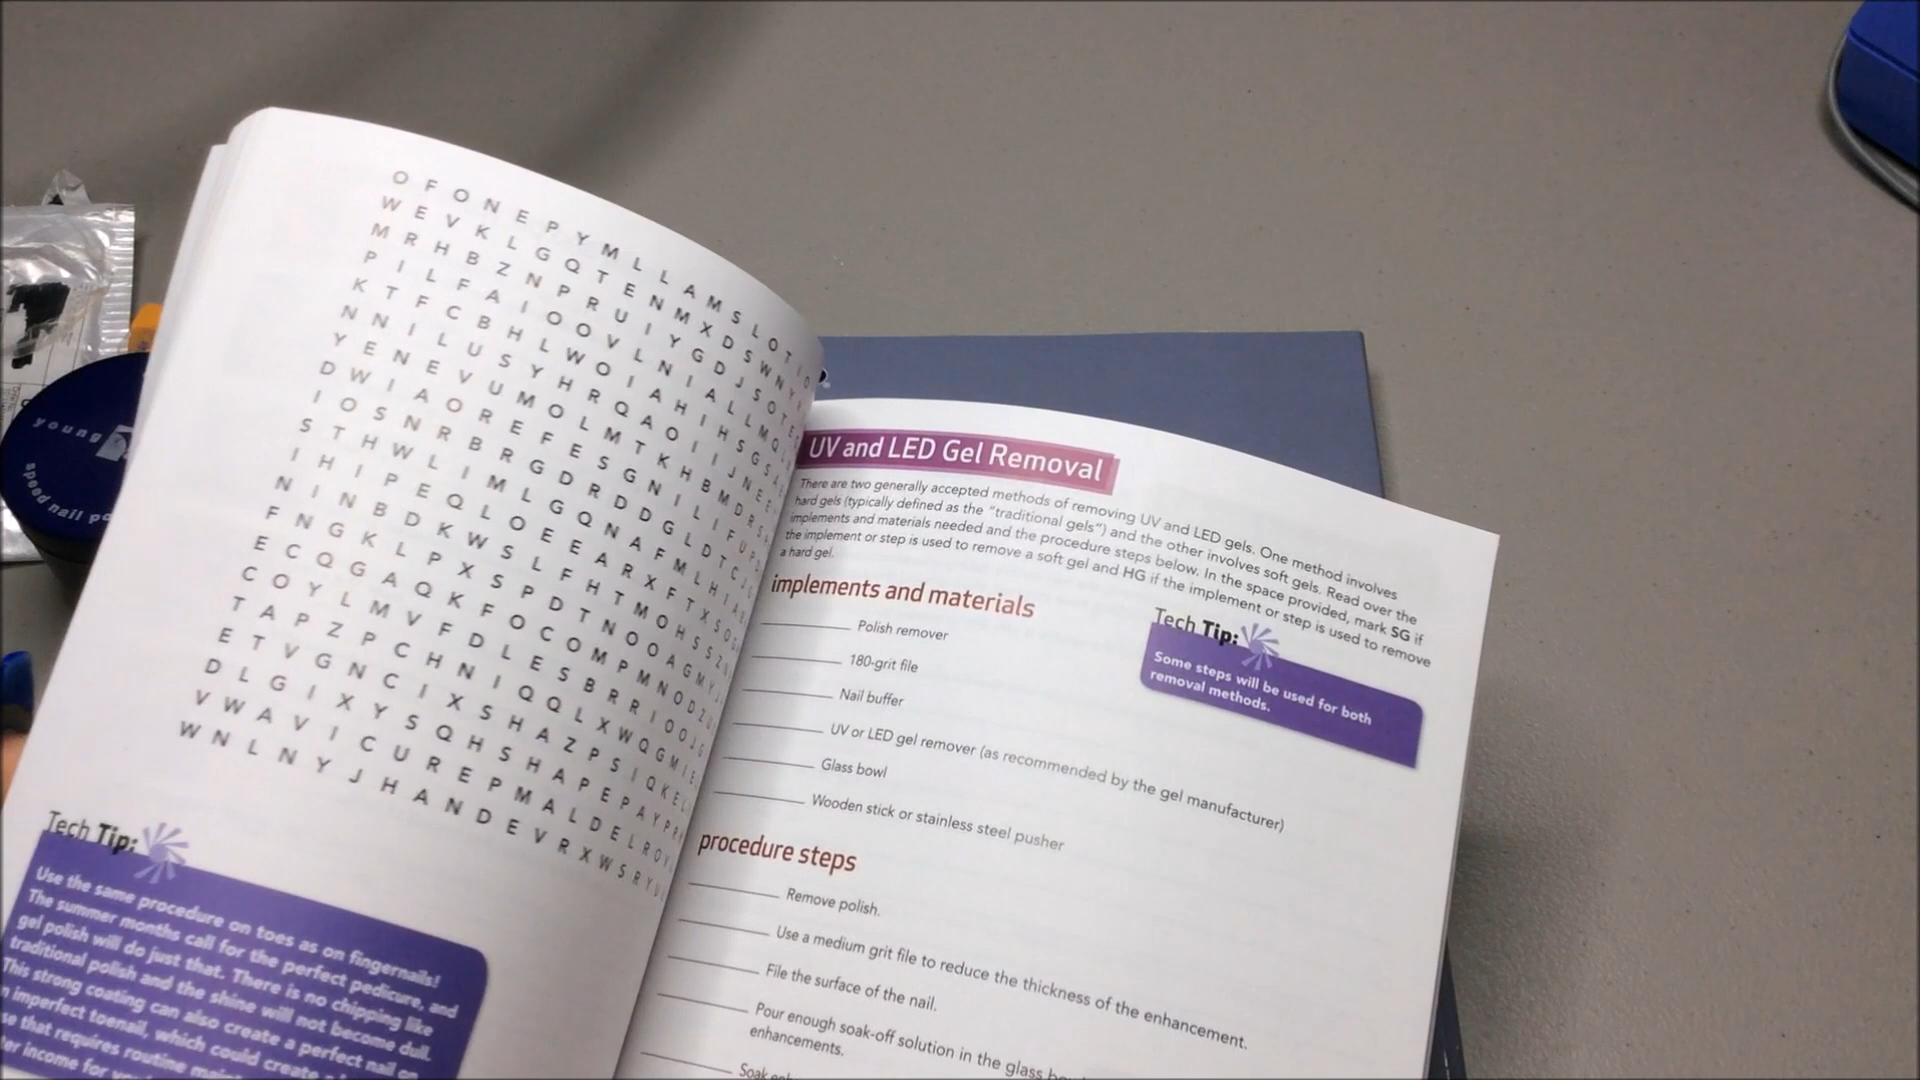 O F O N E P Y M L L A M S L O T
W E V K L G Q T E N M X D S W N Y
M R H B Z N P R U I Y G D J S O T E
P I L F A I O O V L N I A L L M Q
K T F C B H L W O I A H I H S G S
N N I L U S Y H R Q A O I I J N E
Y E N E V U M O L M T K H B M D R S
D W I A O R E F E S G N I L I F U P
I O S N R B R G D R D D G L D T C
S T H W L I M L G Q N A F M L H I A
I H I P E Q L O E E A R X F T X S O
N I N B D K W S L F H T M O H S S Z
F N G K L P X S P D T N O O A G M Y
E C Q G A Q K F O C O M P M N O D Z
C O Y L M V F D L E S B R R I O O J
T A P Z P C H N I Q Q L X W Q G M I E
E T V G N C I X S H A Z P S I Q K E
D L G I X Y S Q H S H A P E P A Y P R
V W A V I C U R E P M A L D E L R O Y
W N L N Y J H A N D E V R X W S R Y
Tech Tip:
Use the same procedure on toes as on fingernails!
The summer months call for the perfect pedicure, and
gel polish will do just that. There is no chipping like
traditional polish and the shine will not become dull.
This strong coating can also create a perfect nail on
imperfect toenail, which could create
that requires routine
income for
UV and LED Gel Removal
There are two generally accepted methods of removing UV and LED gels. One method involves
hard gels (typically defined as the "traditional gels") and the other involves soft gels. Read over the
implements and materials needed and the procedure steps below. In the space provided, mark SG if
the implement or step is used to remove a soft gel and HG if the implement or step is used to remove
a hard gel.
implements and materials
Polish remover
180-grit file
Nail buffer
UV or LED gel remover (as recommended by the gel manufacturer)
Glass bowl
Wooden stick or stainless steel pusher
Tech Tip:
Some steps will be used for both
removal methods.
procedure steps
Remove polish.
Use a medium grit file to reduce the thickness of the enhancement.
File the surface of the nail.
Pour enough soak-off solution in the glass
enhancements.
Soak
young
speed nail